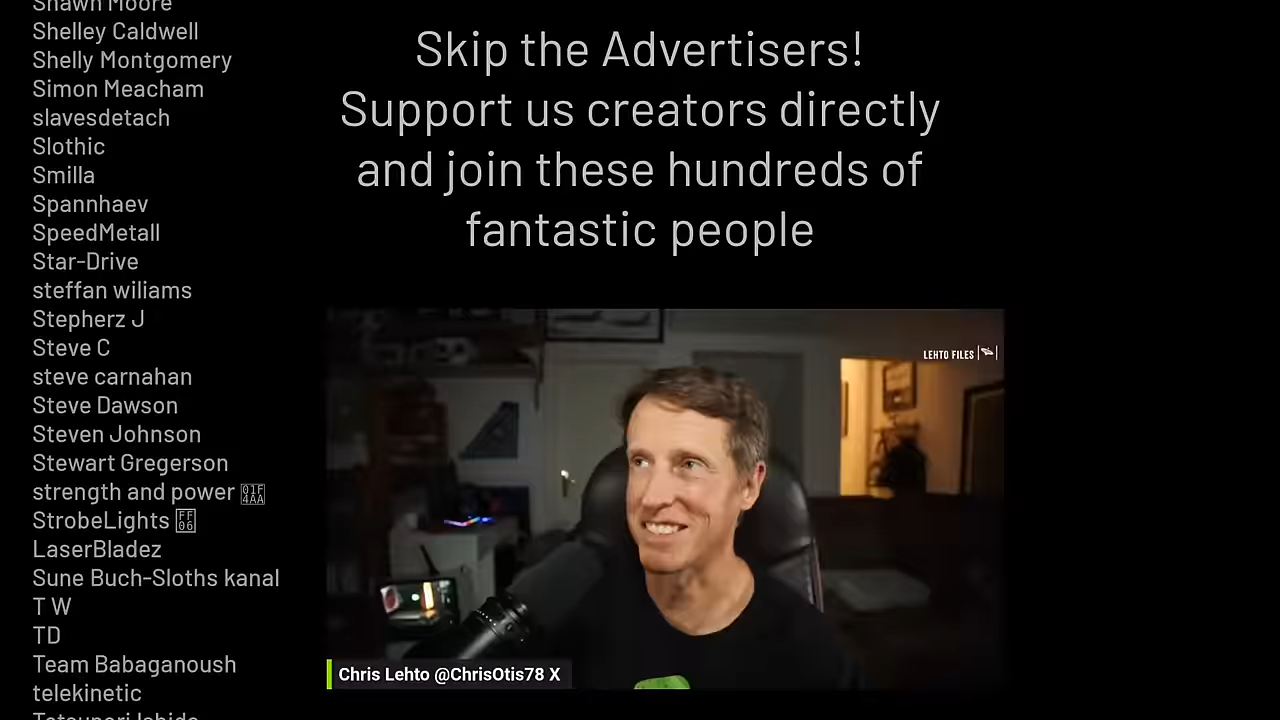 Shawn Moore
Shelley Caldwell
Shelly Montgomery
Simon Meacham
slavesdetach
Slothic
Smilla
Spannhaev
SpeedMetall
Star-Drive
steffan wiliams
Stepherz J
Steve C
steve carnahan
Steve Dawson
Steven Johnson
Stewart Gregerson
strength and power
StrobeLights
LaserBladez
Sune Buch-Sloths kanal
T W
TD
Team Babaganoush
telekinetic
Skip the Advertisers!
Support us creators directly
and join these hundreds of
fantastic people
LEHTO FILES
Chris Lehto @ChrisOtis78 X